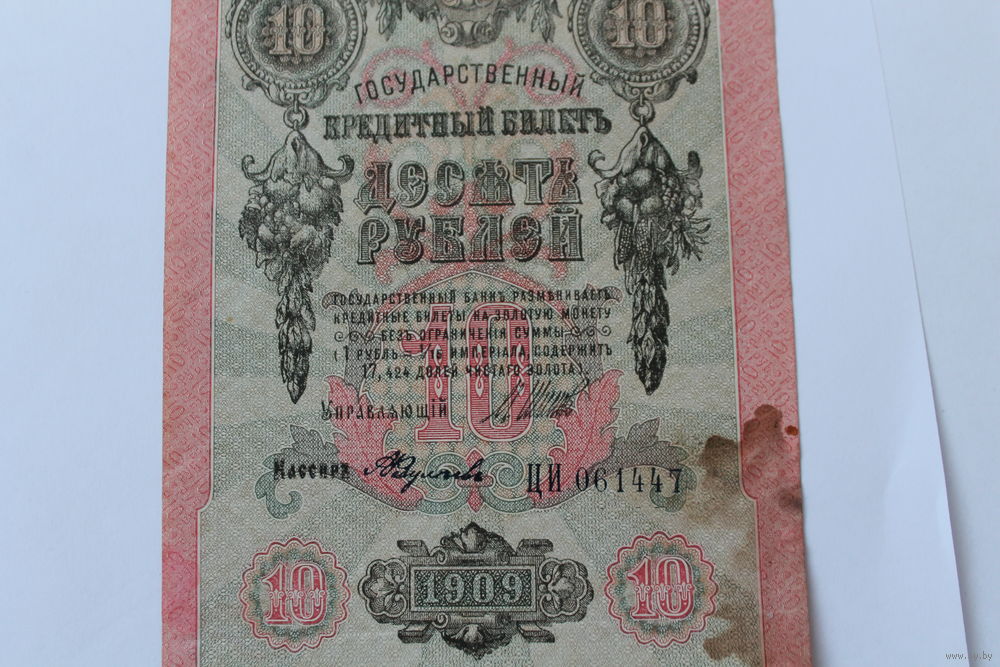 10 10
ГОСУДАРСТВЕННЫЙ
КРЕДИТНЫЙ БИЛЕТЪ
ДЕСЯТЬ
РУБЛЕЙ
ГОСУДАРСТВЕННЫЙ БАНКЪ РАЗМѢНИВАЕТЪ
КРЕДИТНЫЕ БИЛЕТЫ НА ЗОЛОТУЮ МОНЕТУ
БЕЗЪ ОГРАНИЧЕНІЯ СУММЫ
(1 РУБЛЬ = 1/15 ИМПЕРІАЛА, СОДЕРЖИТЪ
17,424 ДОЛЕЙ ЧИСТАГО ЗОЛОТА).
10
УПРАВЛЯЮЩІЙ
КАССИРЪ
ЦИ 061447
10 1909 10